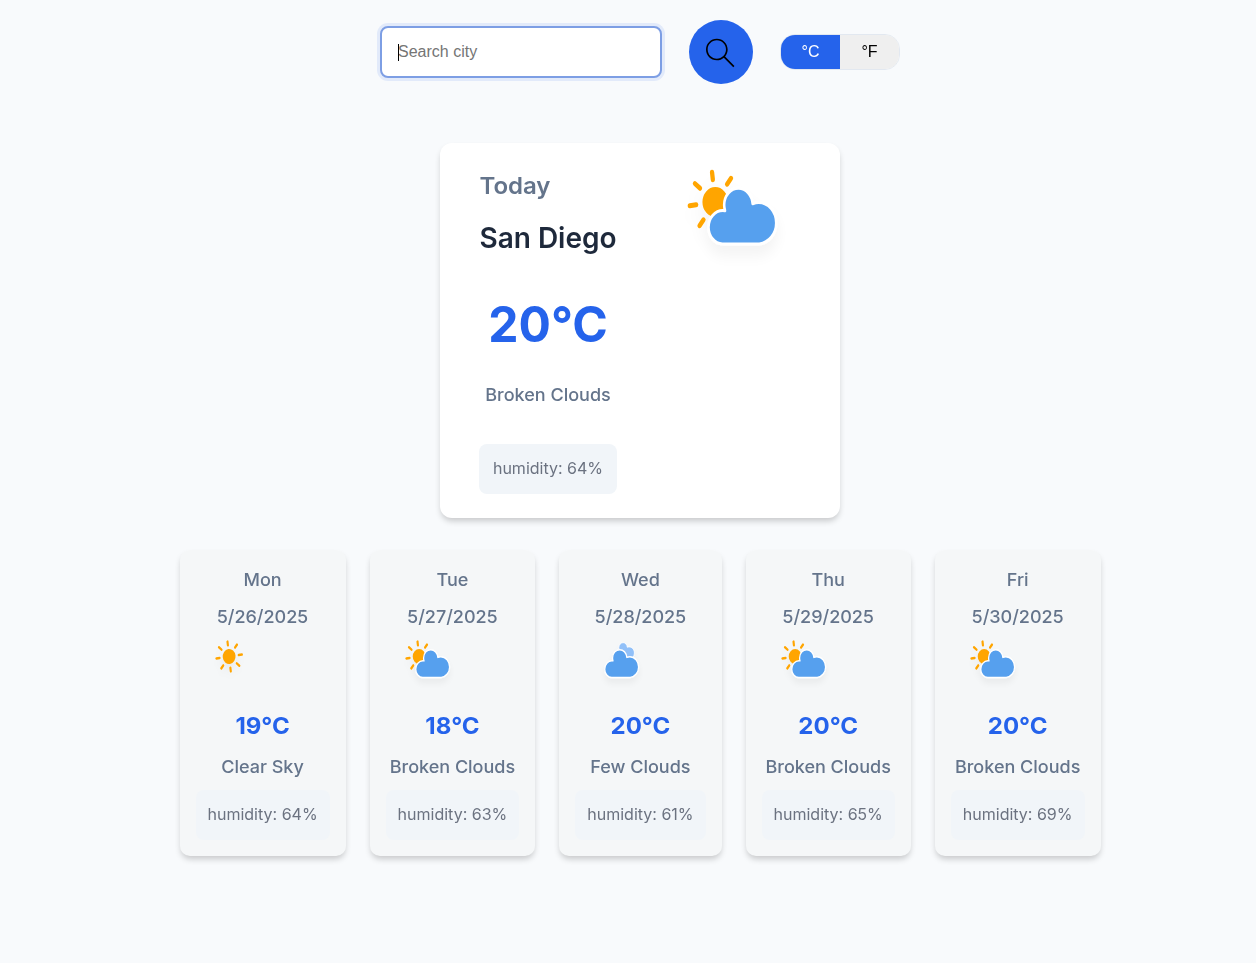 Search city
°C °F
Today
San Diego
20°C
Broken Clouds
humidity: 64%
Mon
5/26/2025
19°C
Clear Sky
humidity: 64%
Tue
5/27/2025
18°C
Broken Clouds
humidity: 63%
Wed
5/28/2025
20°C
Few Clouds
humidity: 61%
Thu
5/29/2025
20°C
Broken Clouds
humidity: 65%
Fri
5/30/2025
20°C
Broken Clouds
humidity: 69%